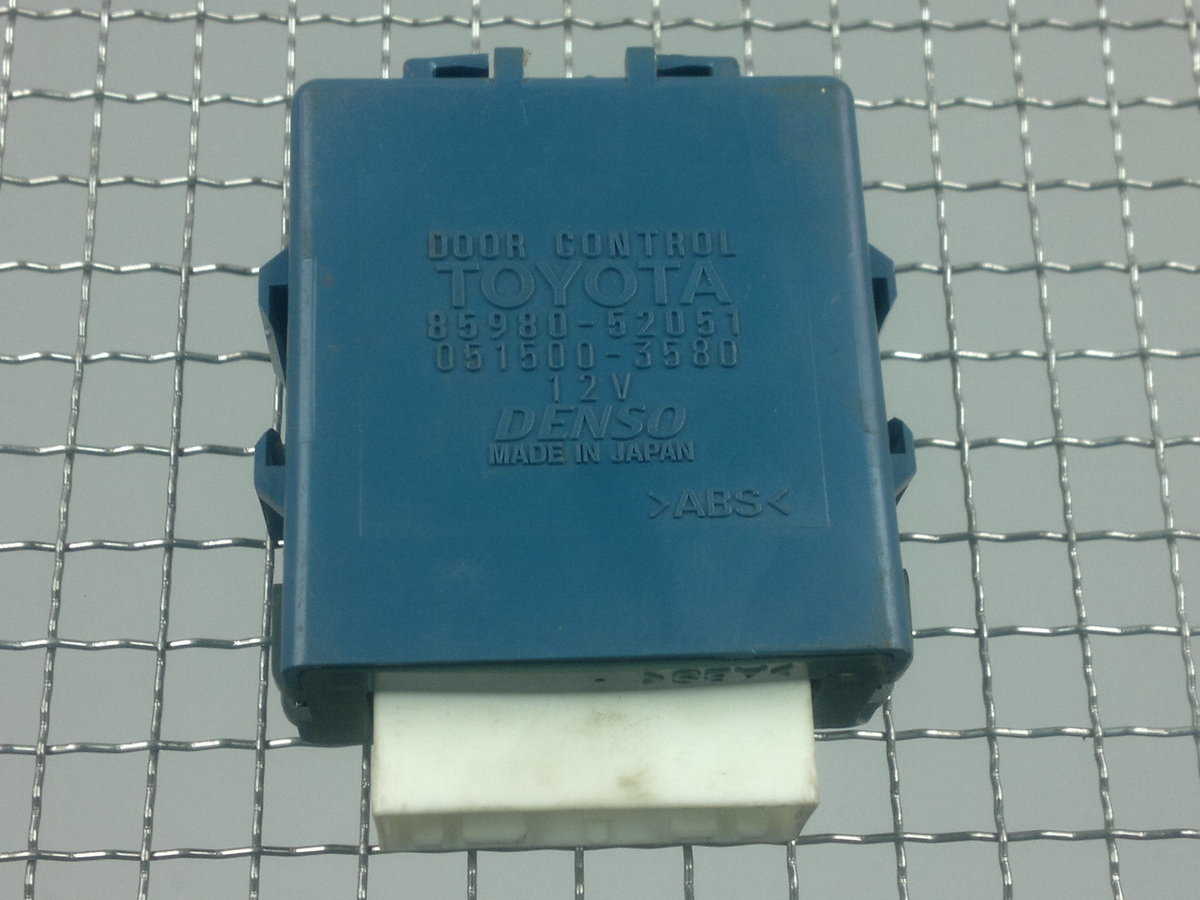 DOOR CONTROL
TOYOTA
85980-52051
051500-3580
12V
DENSO
MADE IN JAPAN
>ABS<